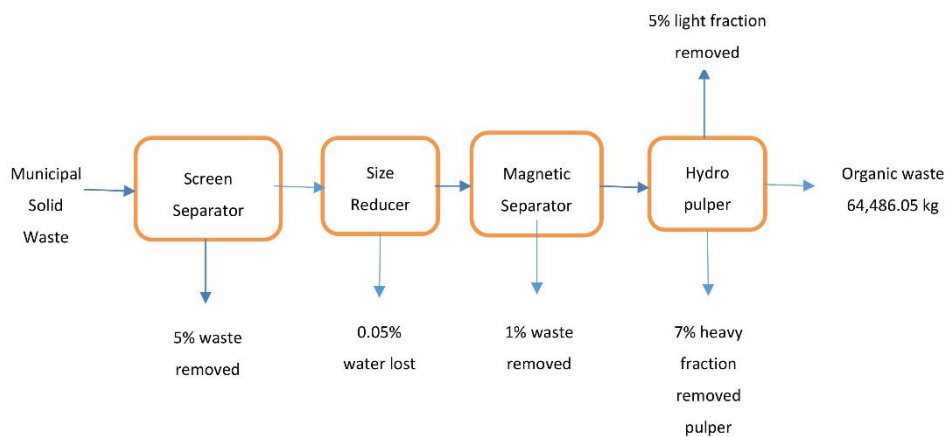 5% light fraction
removed
Municipal
Solid
Waste
Screen
Separator
Size
Reducer
Magnetic
Separator
Hydro
pulper
Organic waste
64,486.05 kg
5% waste
removed
0.05%
water lost
1% waste
removed
7% heavy
fraction
removed
pulper